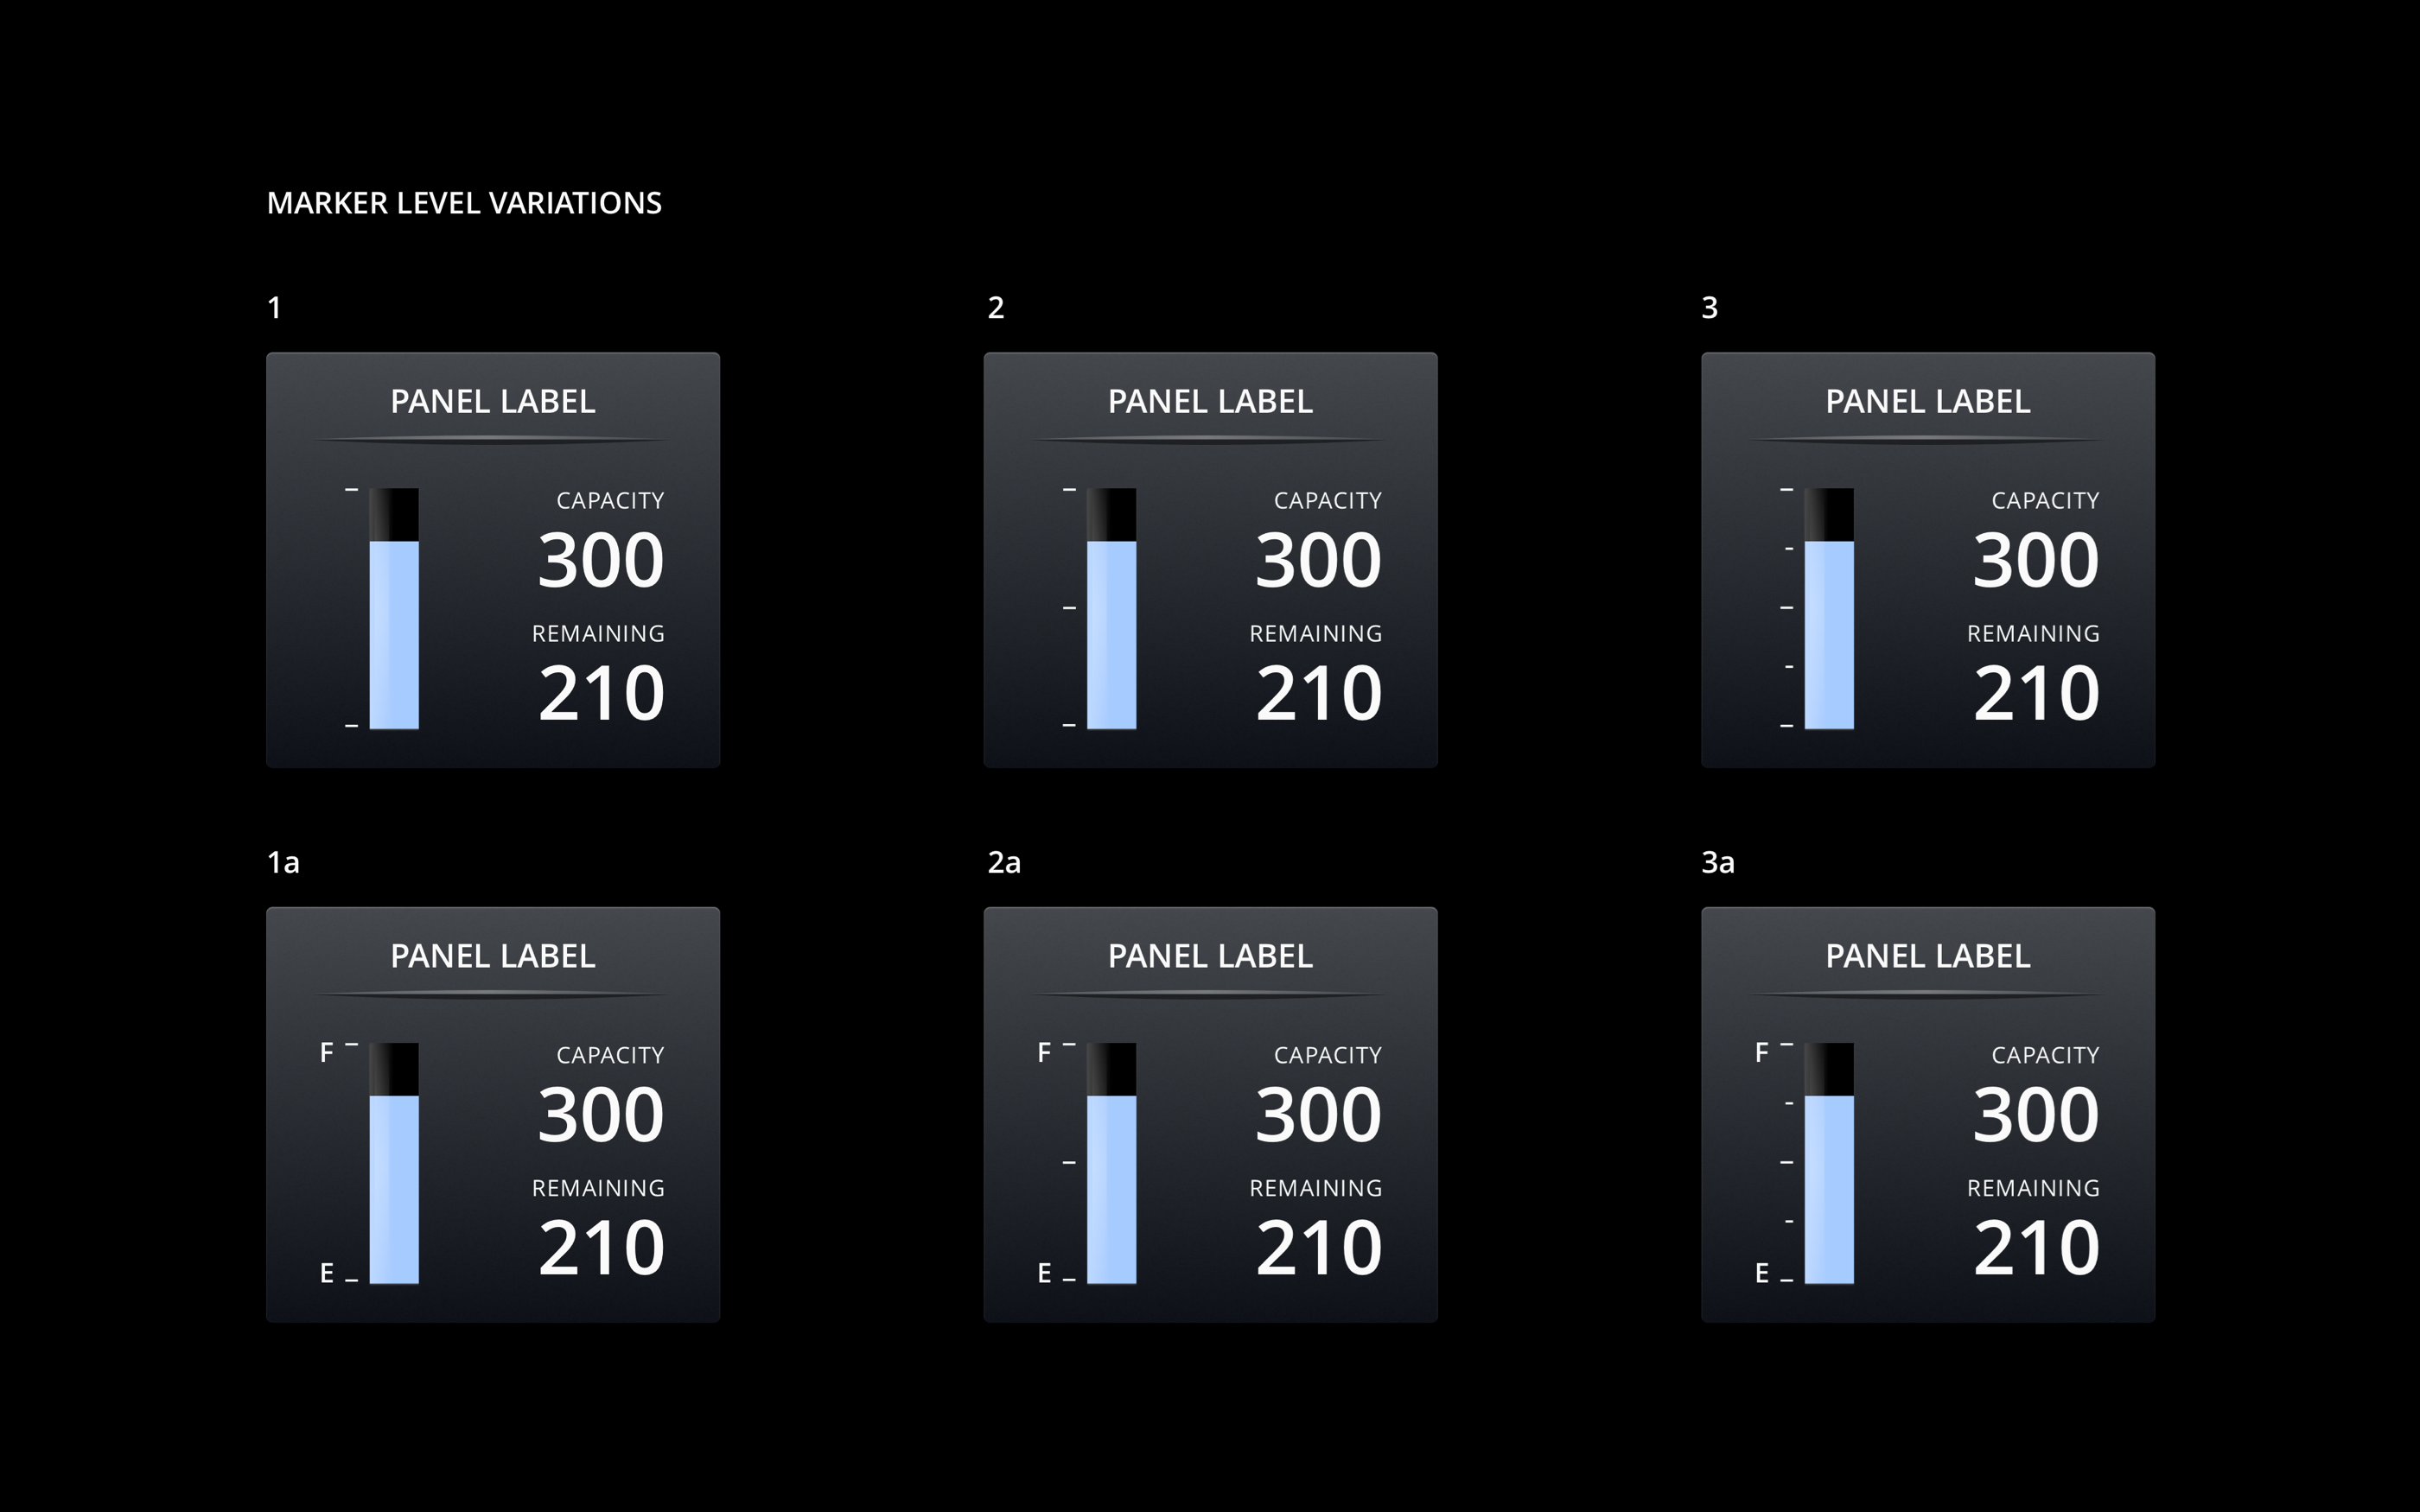 MARKER LEVEL VARIATIONS
1
2
3
PANEL LABEL
CAPACITY
300
REMAINING
210
PANEL LABEL
CAPACITY
300
REMAINING
210
PANEL LABEL
CAPACITY
300
REMAINING
210
1a
2a
3a
PANEL LABEL
F
CAPACITY
300
REMAINING
210
E
PANEL LABEL
F
CAPACITY
300
REMAINING
210
E
PANEL LABEL
F
CAPACITY
300
REMAINING
210
E